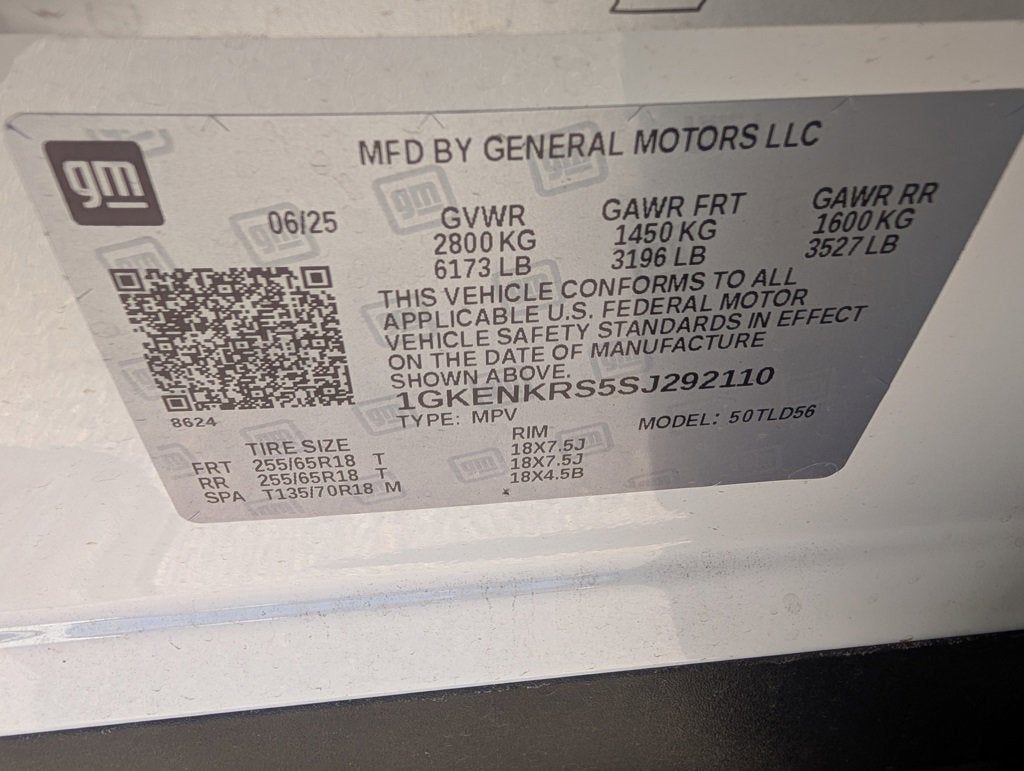 gm
MFD BY GENERAL MOTORS LLC
06/25
GVWR
2800 KG
6173 LB
GAWR FRT
1450 KG
3196 LB
GAWR RR
1600 KG
3527 LB
THIS VEHICLE CONFORMS TO ALL
APPLICABLE U.S. FEDERAL MOTOR
VEHICLE SAFETY STANDARDS IN EFFECT
ON THE DATE OF MANUFACTURE
SHOWN ABOVE.
1GKENKRS5SJ292110
8624
TYPE: MPV
MODEL: 50TLD56
TIRE SIZE
RIM
FRT 255/65R18 T 18X7.5J
RR 255/65R18 T 18X7.5J
SPA T135/70R18 M 18X4.5B